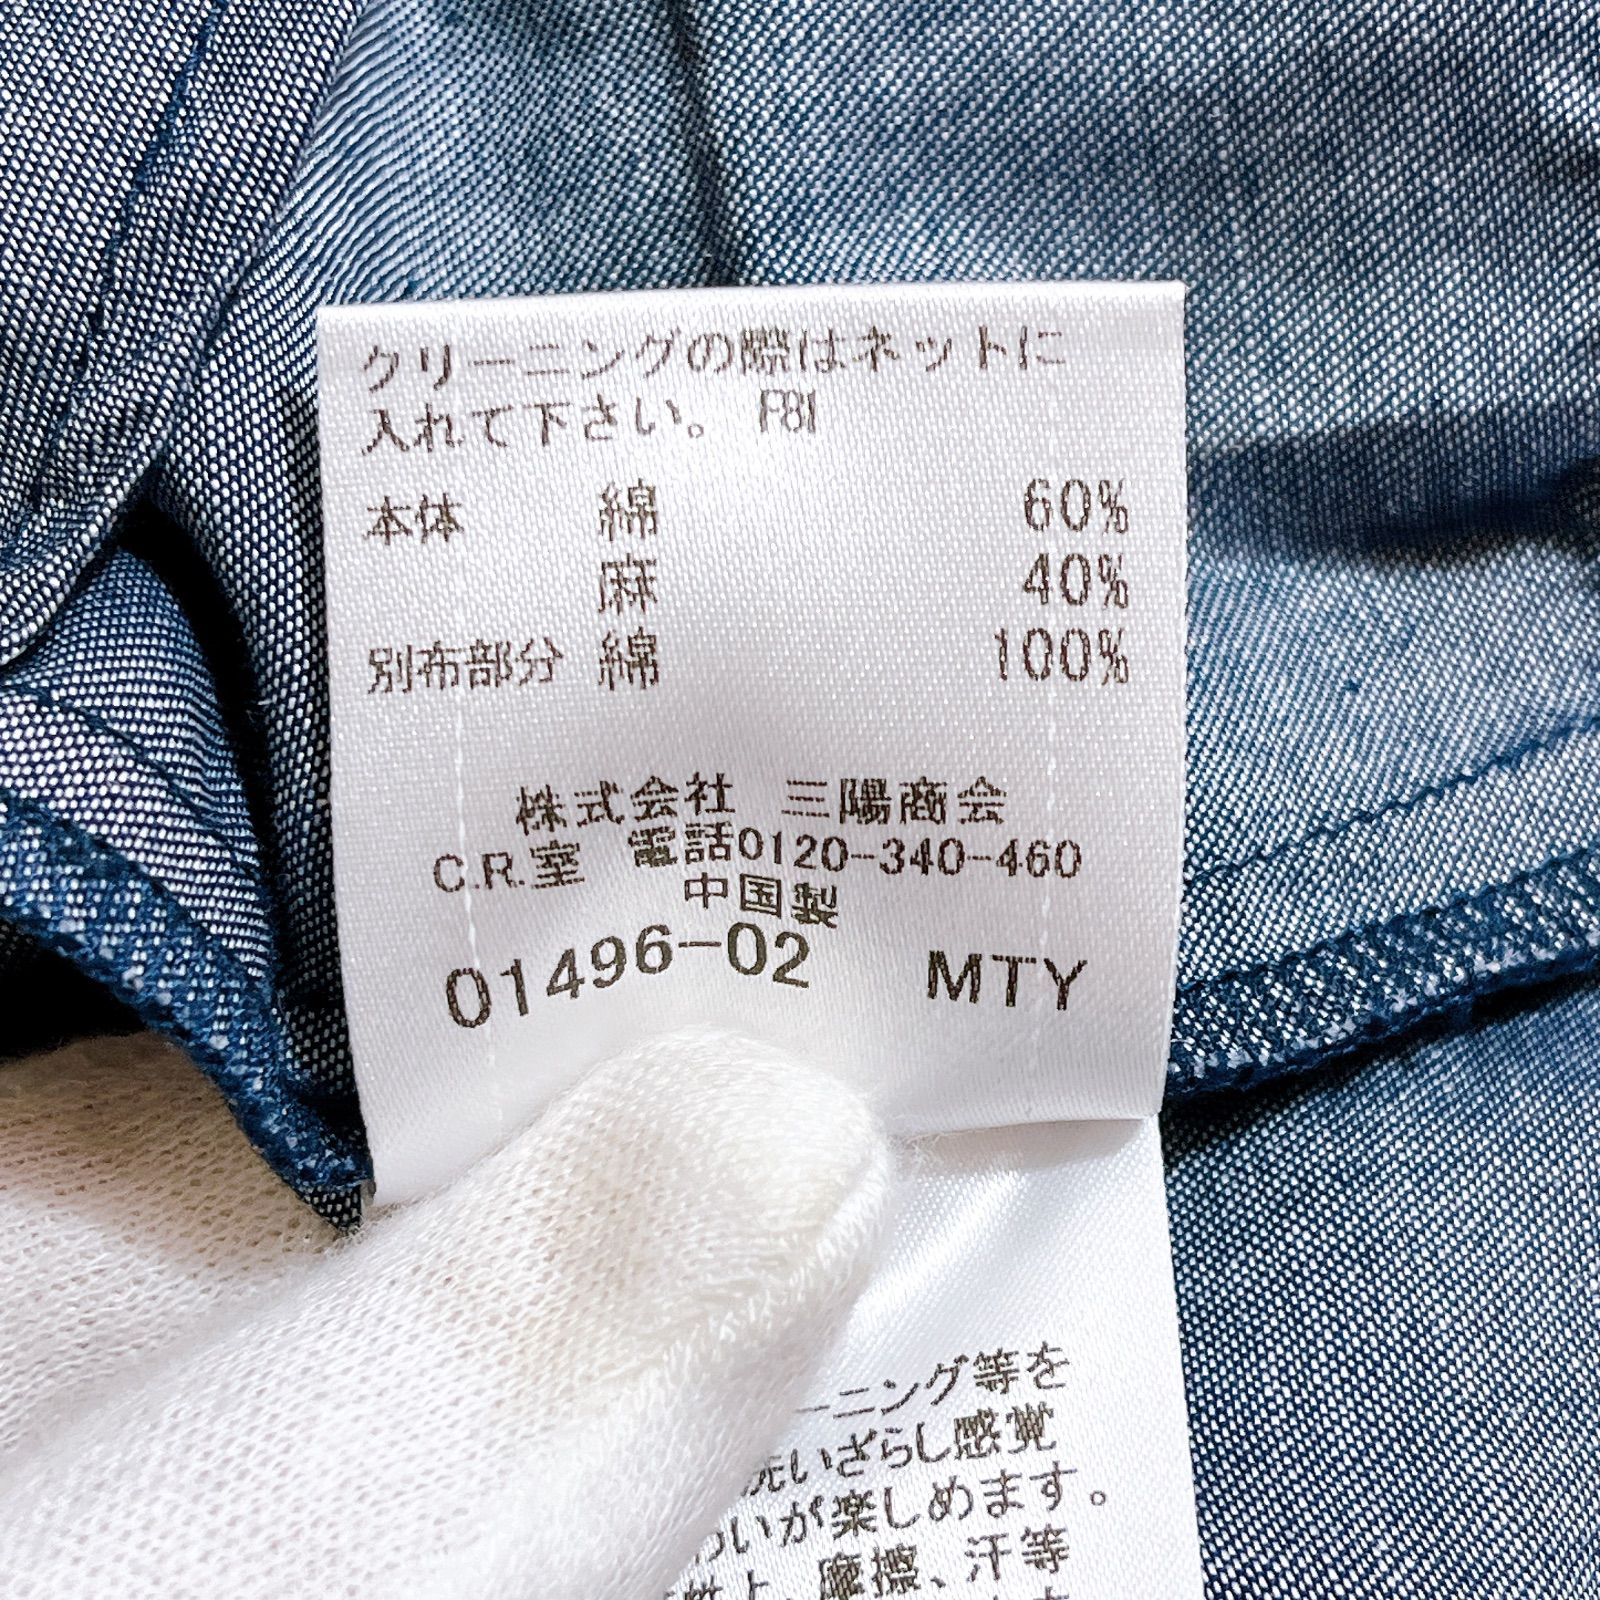 クリーニングの際はネットに
入れて下さい。 F81
本体 綿 60%
麻 40%
別布部分 綿 100%
株式会社 三陽商会
C.R.室 電話0120-340-460
中国製
01496-02 MTY
ニング等を
洗いざらし感覚
わいが楽しめます。
摩擦、汗等